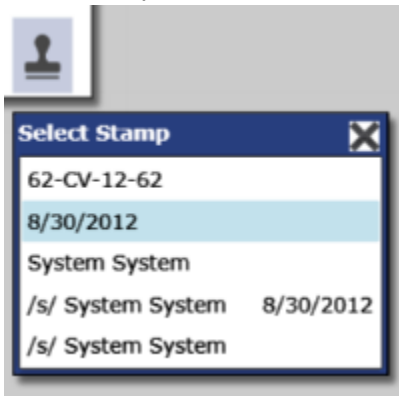 Select Stamp
62-CV-12-62
8/30/2012
System System
/s/ System System 8/30/2012
/s/ System System